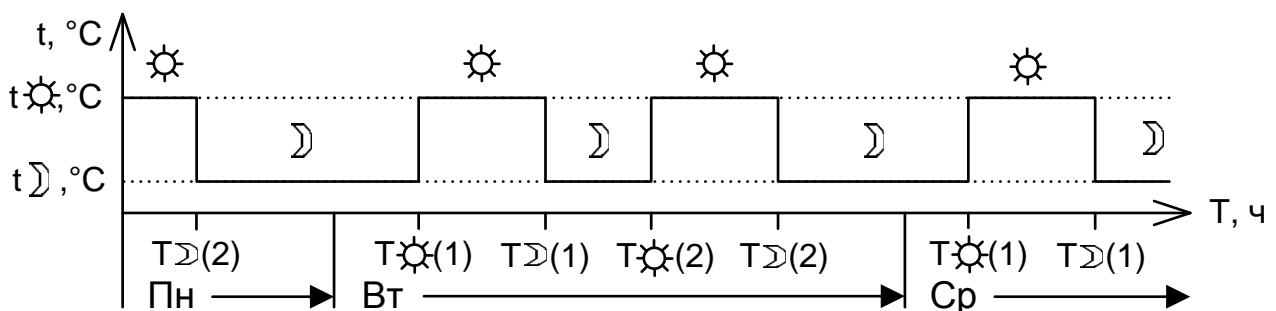 t, °C
t☼,°C
t☽,°C
T, ч
T☽(2) T☼(1) T☽(1) T☼(2) T☽(2) T☼(1) T☽(1)
Пн Вт Ср